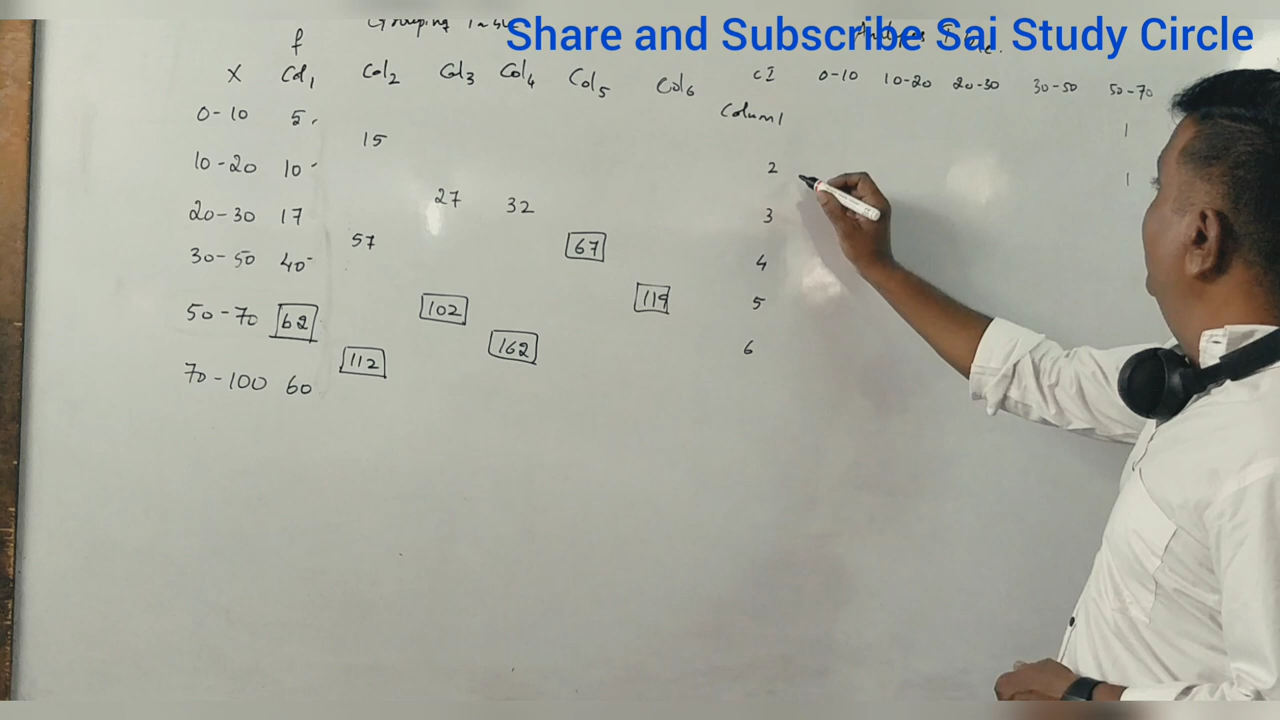 Share and Subscribe Sai Study Circle
Grouping
f
X Col1 Col2 Col3 Col4 Col5 Col6
0-10 5
15
10-20 10
27 32
20-30 17
57 67
30-50 40
119
50-70 62 102
162
112
70-100 60
CI 0-10 10-20 20-30 30-50 50-70
Column1 1
2 1
3
4
5
6